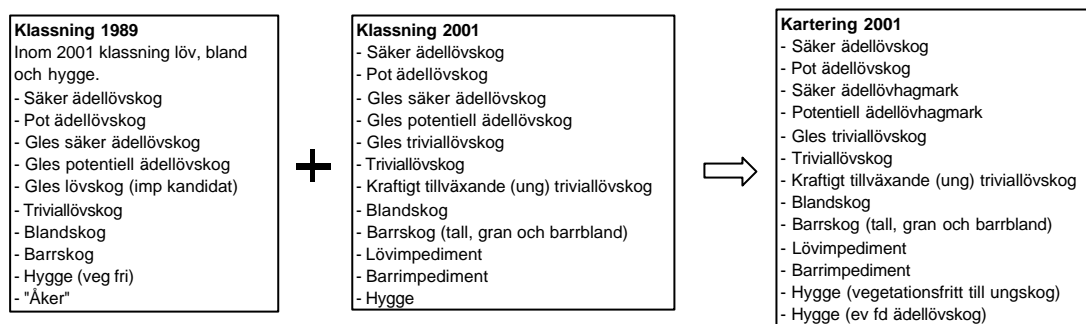 Klassning 1989
Inom 2001 klassning löv, bland
och hygge.
- Säker ädellövskog
- Pot ädellövskog
- Gles säker ädellövskog
- Gles potentiell ädellövskog
- Gles lövskog (imp kandidat)
- Triviallövskog
- Blandskog
- Barrskog
- Hygge (veg fri)
- "Åker"
+
Klassning 2001
- Säker ädellövskog
- Pot ädellövskog
- Gles säker ädellövskog
- Gles potentiell ädellövskog
- Gles triviallövskog
- Triviallövskog
- Kraftigt tillväxande (ung) triviallövskog
- Blandskog
- Barrskog (tall, gran och barrbland)
- Lövimpediment
- Barrimpediment
- Hygge
Kartering 2001
- Säker ädellövskog
- Pot ädellövskog
- Säker ädellövhagmark
- Potentiell ädellövhagmark
- Gles triviallövskog
- Triviallövskog
- Kraftigt tillväxande (ung) triviallövskog
- Blandskog
- Barrskog (tall, gran och barrbland)
- Lövimpediment
- Barrimpediment
- Hygge (vegetationsfritt till ungskog)
- Hygge (ev fd ädellövskog)